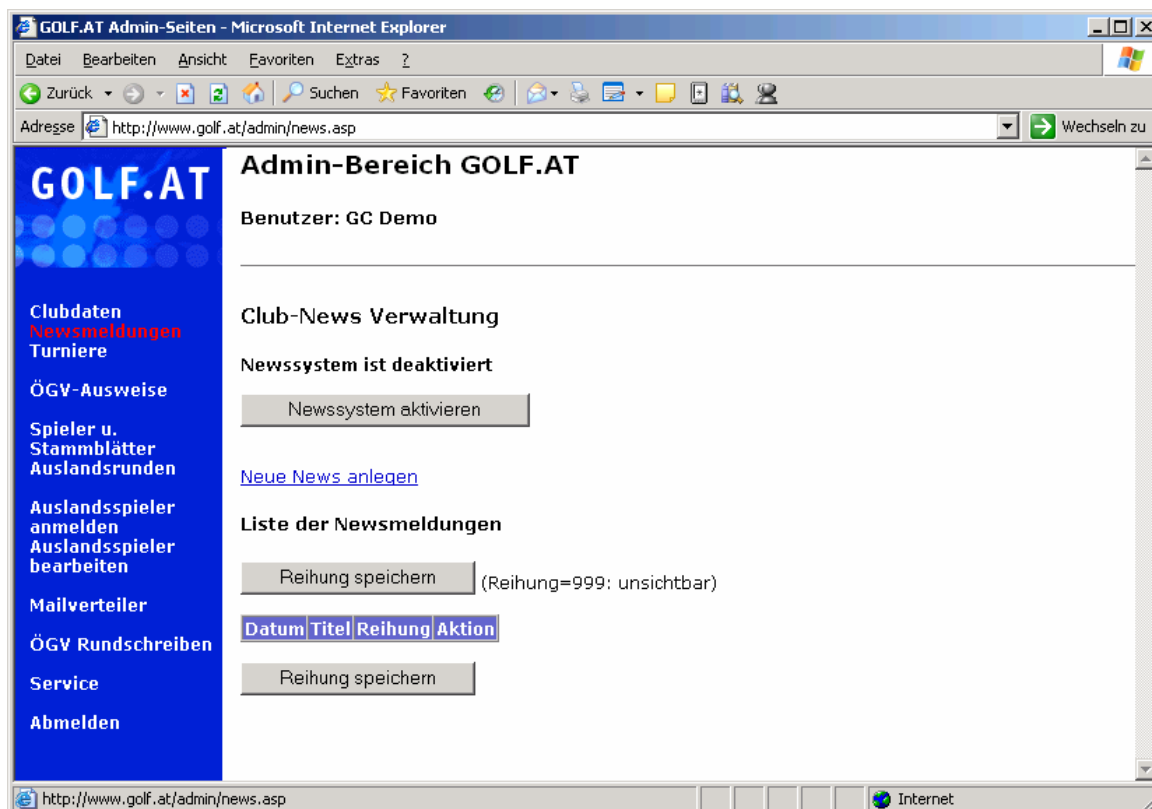 GOLF.AT Admin-Seiten - Microsoft Internet Explorer
Datei Bearbeiten Ansicht Favoriten Extras ?
Zurück Suchen Favoriten
Adresse http://www.golf.at/admin/news.asp Wechseln zu
GOLF.AT
Admin-Bereich GOLF.AT
Benutzer: GC Demo
Clubdaten
Newsmeldungen
Turniere
ÖGV-Ausweise
Spieler u.
Stammblätter
Auslandsrunden
Auslandsspieler
anmelden
Auslandsspieler
bearbeiten
Mailverteiler
ÖGV Rundschreiben
Service
Abmelden
Club-News Verwaltung
Newssystem ist deaktiviert
Newssystem aktivieren
Neue News anlegen
Liste der Newsmeldungen
Reihung speichern (Reihung=999: unsichtbar)
Datum Titel Reihung Aktion
Reihung speichern
http://www.golf.at/admin/news.asp Internet